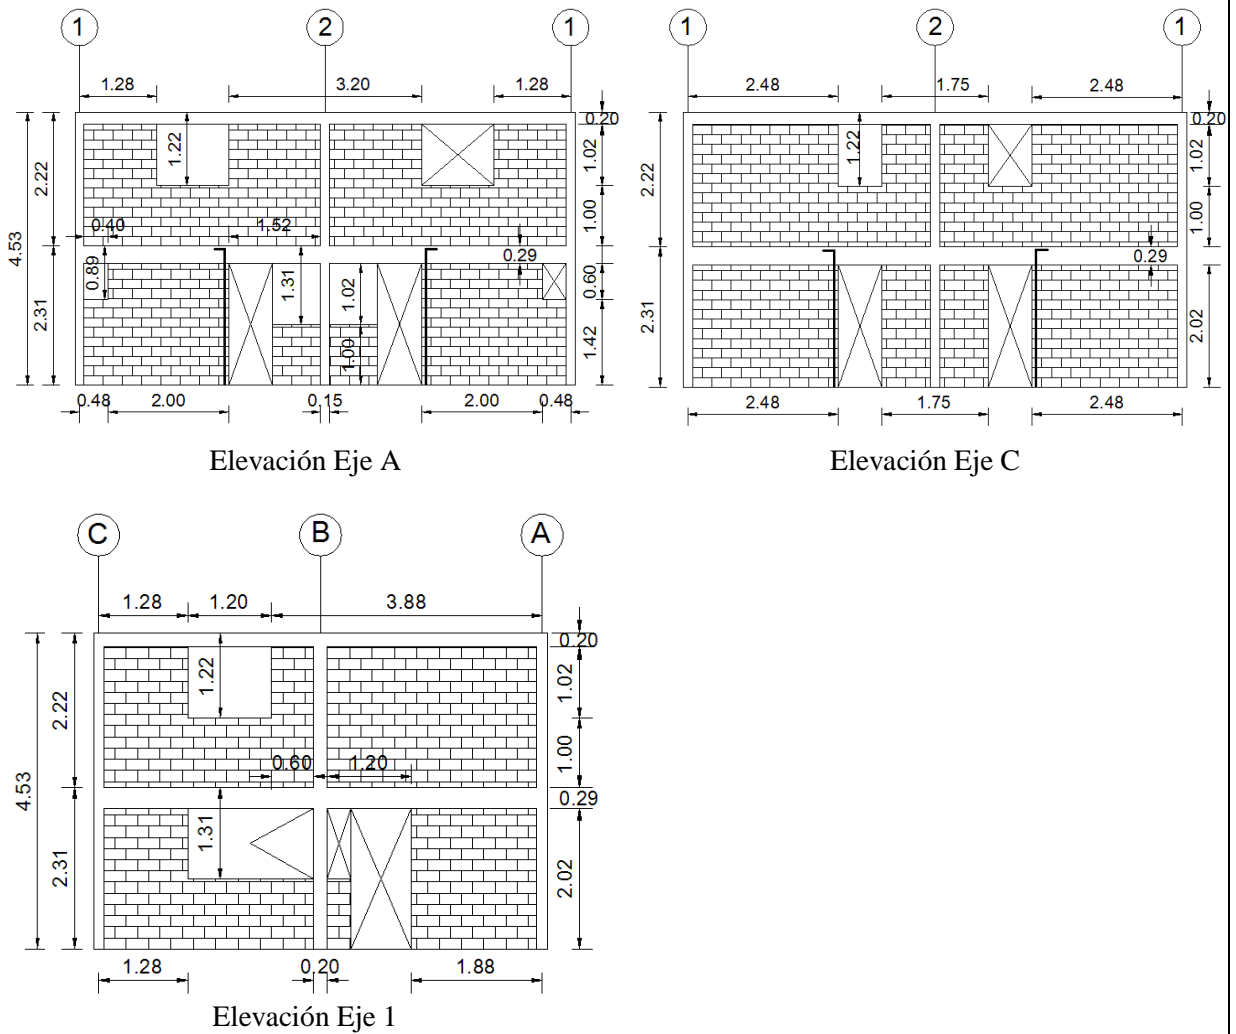 1 2 1
1.28 3.20 1.28
0.20
1.22 1.02
2.22
1.00
0.40 1.52
4.53
0.29
0.89 1.31 1.02 0.60
2.31
1.00 1.42
0.48 2.00 0.15 2.00 0.48
Elevación Eje A
1 2 1
2.48 1.75 2.48
0.20
1.22 1.02
2.22
1.00
0.29
2.31 2.02
2.48 1.75 2.48
Elevación Eje C
C B A
1.28 1.20 3.88
0.20
1.22 1.02
2.22
1.00
0.60 1.20
4.53 0.29
1.31
2.31 2.02
1.28 0.20 1.88
Elevación Eje 1